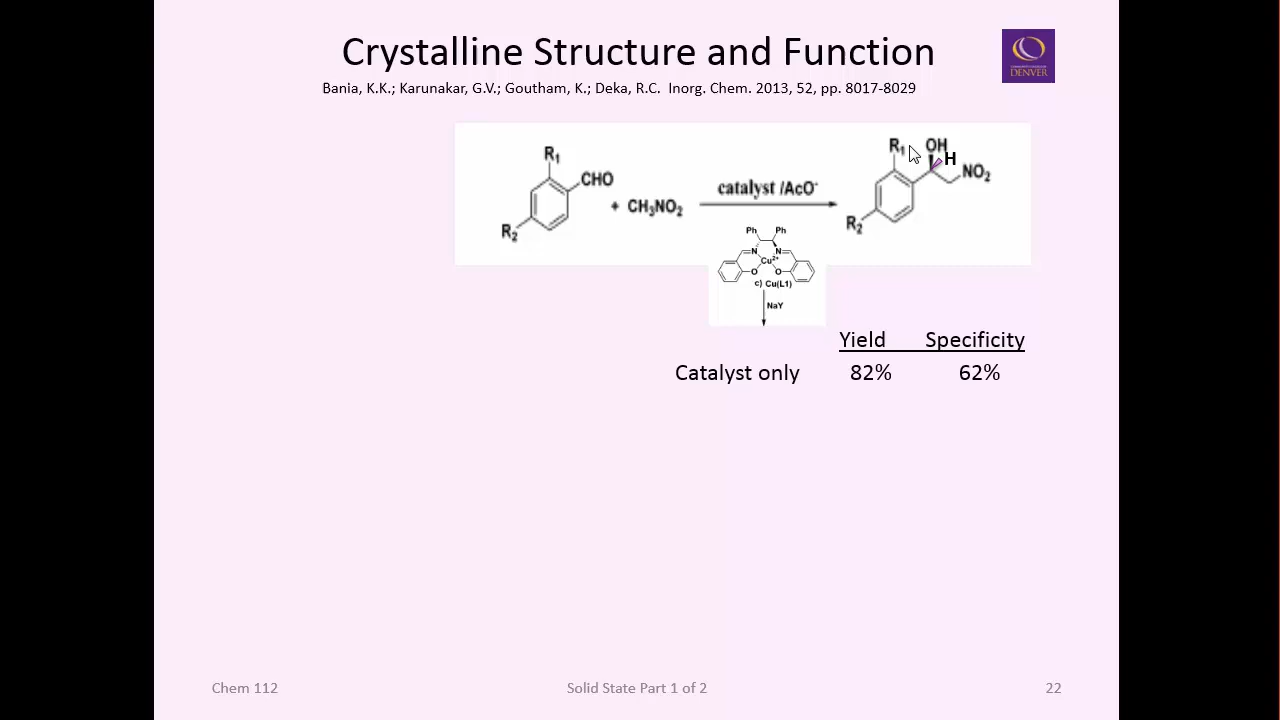 Crystalline Structure and Function
Bania, K.K.; Karunakar, G.V.; Goutham, K.; Deka, R.C. Inorg. Chem. 2013, 52, pp. 8017-8029
DENVER
R₁
CHO
R₂
+ CH₃NO₂
catalyst /AcO⁻
R₁
OH
H
NO₂
R₂
Ph
Ph
N
N
Cu²⁺
O
O
c) Cu(L1)
NaY
Yield Specificity
Catalyst only 82% 62%
Chem 112
Solid State Part 1 of 2
22